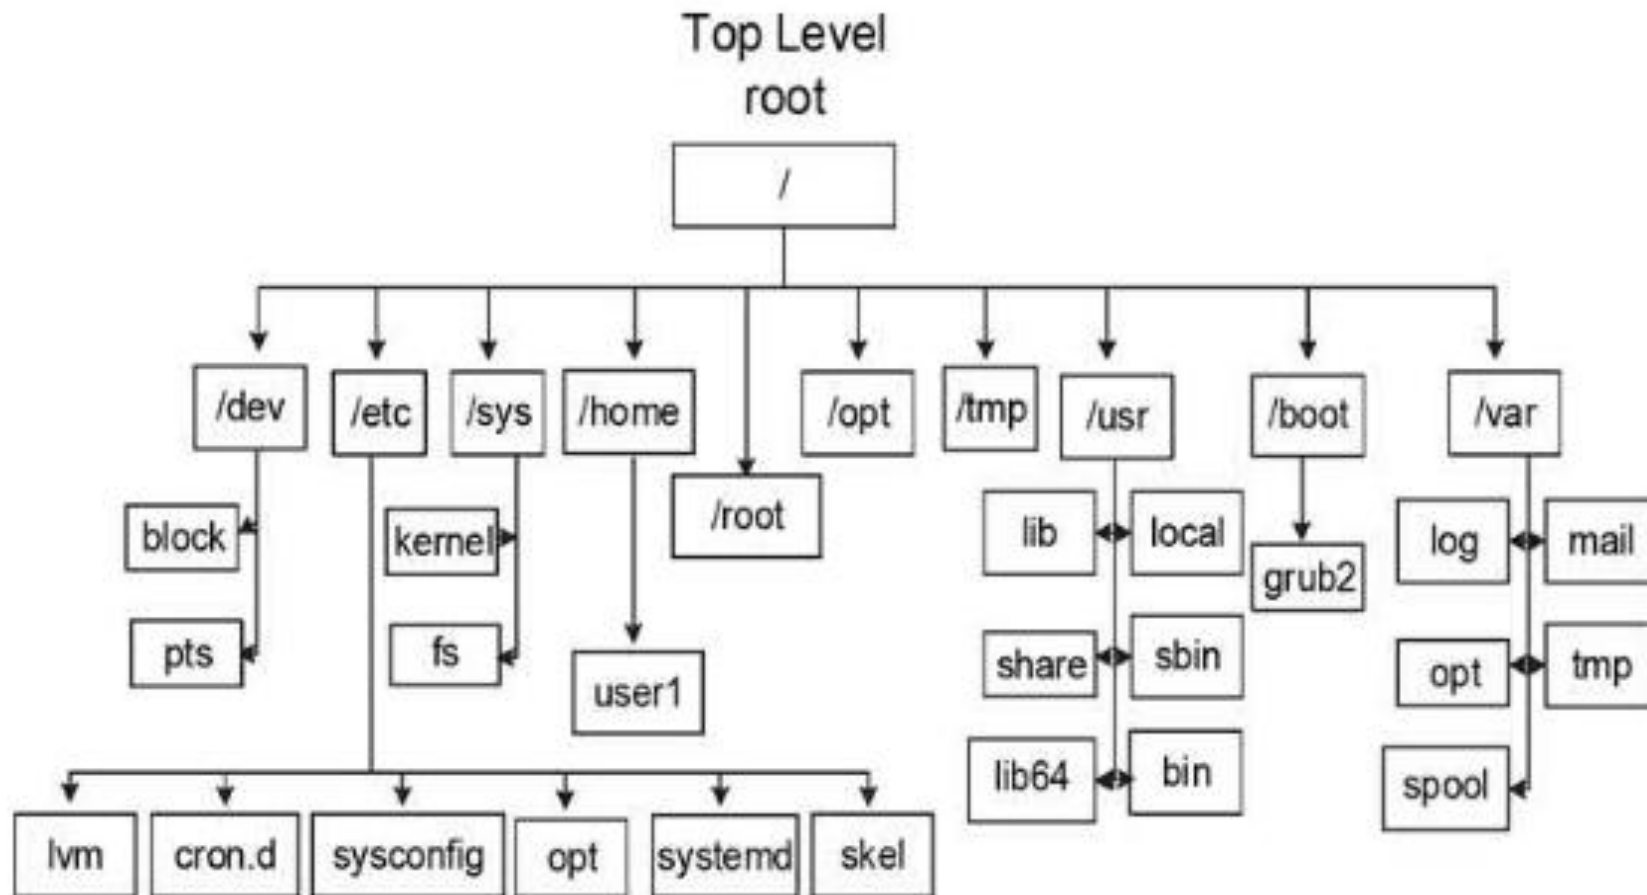 Top Level
root
/
/dev
/etc
/sys
/home
/root
/opt
/tmp
/usr
/boot
/var
block
pts
kernel
fs
user1
lib
local
share
sbin
lib64
bin
grub2
log
mail
opt
tmp
spool
lvm
cron.d
sysconfig
opt
systemd
skel